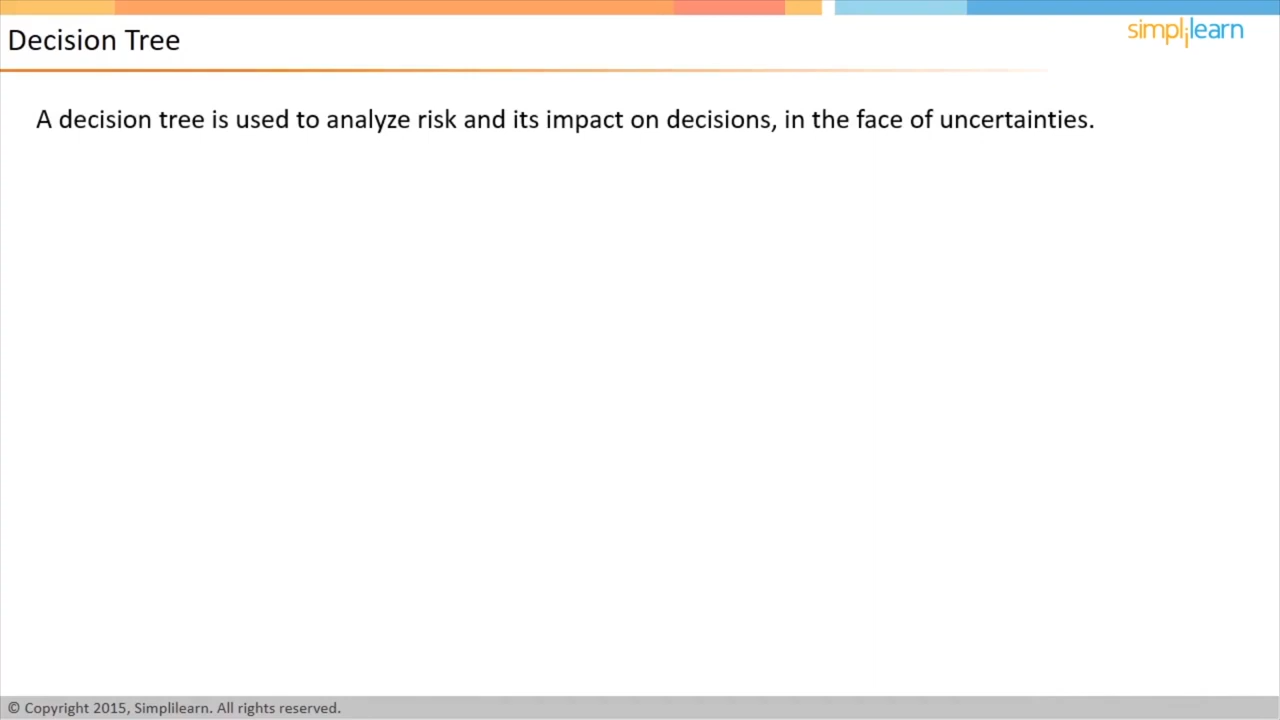 Decision Tree
simplilearn
A decision tree is used to analyze risk and its impact on decisions, in the face of uncertainties.
© Copyright 2015, Simplilearn. All rights reserved.